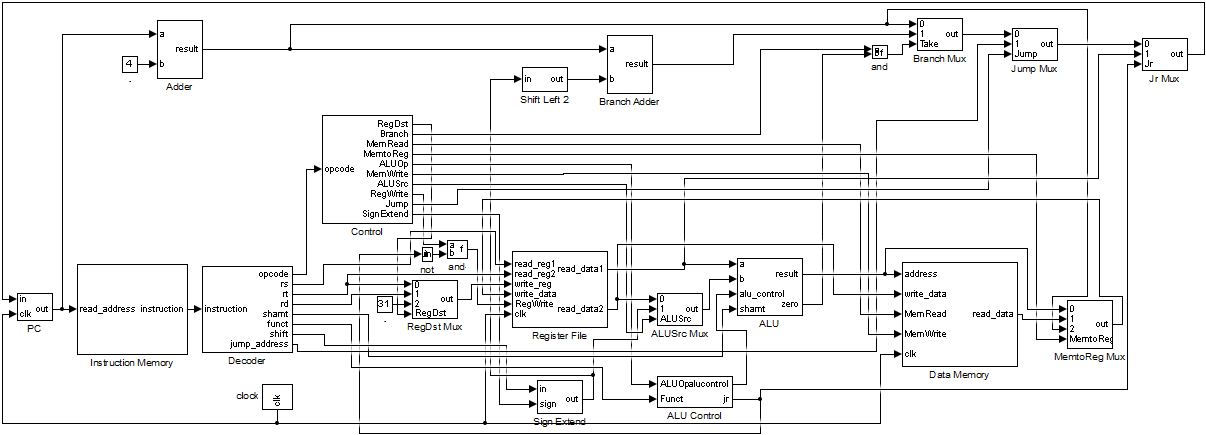 a
b
result
Adder
4
a
b
result
Branch Adder
in
out
Shift Left 2
and
0
1
Take
out
Branch Mux
0
1
Jump
out
Jump Mux
0
1
Jr
out
Jr Mux
opcode
RegDst
Branch
MemRead
MemtoReg
ALUOp
MemWrite
ALUSrc
RegWrite
Jump
SignExtend
Control
not
a
b
f
and
in
clk
out
PC
read_address
instruction
Instruction Memory
instruction
opcode
rs
rt
rd
shamt
funct
shift
jump_address
Decoder
31
0
1
2
RegDst
out
RegDst Mux
read_reg1
read_reg2
write_reg
write_data
RegWrite
clk
read_data1
read_data2
Register File
0
1
ALUSrc
out
ALUSrc Mux
a
b
alu_control
shamt
result
zero
ALU
address
write_data
MemRead
MemWrite
clk
read_data
Data Memory
0
1
2
MemtoReg
out
MemtoReg Mux
clock
clk
in
sign
out
Sign Extend
ALUOp
alucontrol
Funct
jr
ALU Control